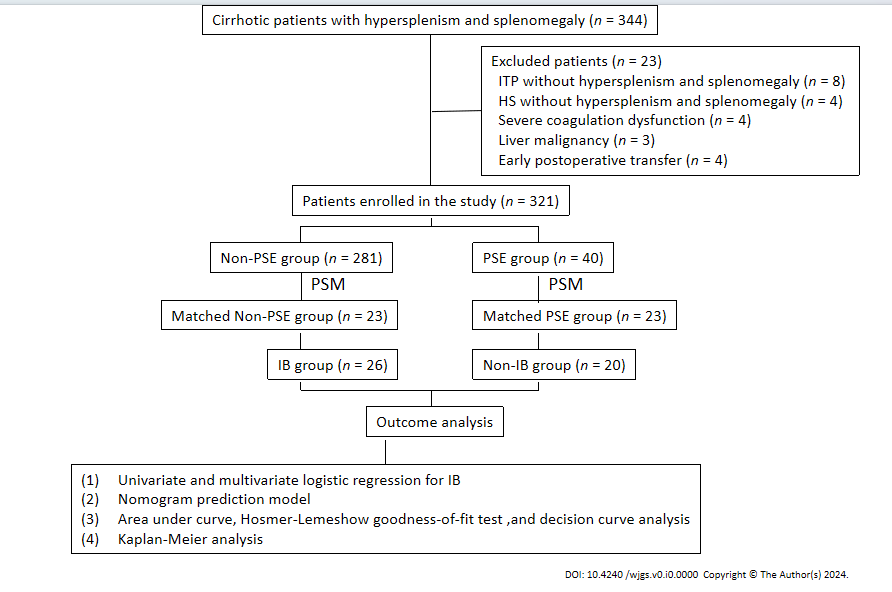 Cirrhotic patients with hypersplenism and splenomegaly (n = 344)
Excluded patients (n = 23)
ITP without hypersplenism and splenomegaly (n = 8)
HS without hypersplenism and splenomegaly (n = 4)
Severe coagulation dysfunction (n = 4)
Liver malignancy (n = 3)
Early postoperative transfer (n = 4)
Patients enrolled in the study (n = 321)
Non-PSE group (n = 281)
PSE group (n = 40)
PSM
PSM
Matched Non-PSE group (n = 23)
Matched PSE group (n = 23)
IB group (n = 26)
Non-IB group (n = 20)
Outcome analysis
(1) Univariate and multivariate logistic regression for IB
(2) Nomogram prediction model
(3) Area under curve, Hosmer-Lemeshow goodness-of-fit test ,and decision curve analysis
(4) Kaplan-Meier analysis
DOI: 10.4240 /wjgs.v0.i0.0000 Copyright © The Author(s) 2024.